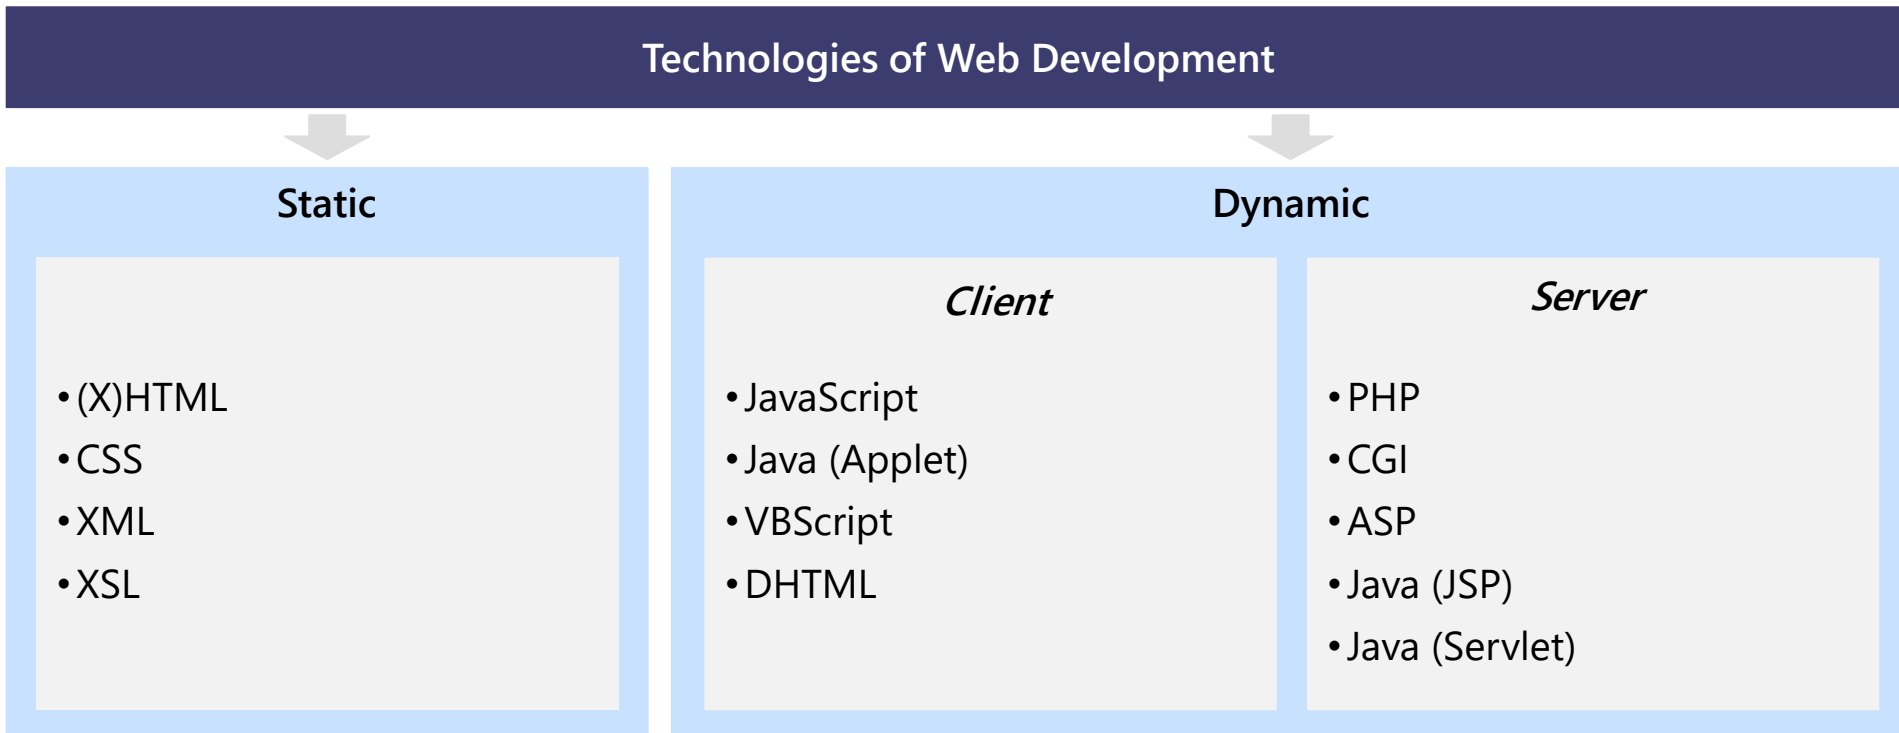 Technologies of Web Development
Static
• (X)HTML
• CSS
• XML
• XSL
Dynamic
Client
• JavaScript
• Java (Applet)
• VBScript
• DHTML
Server
• PHP
• CGI
• ASP
• Java (JSP)
• Java (Servlet)